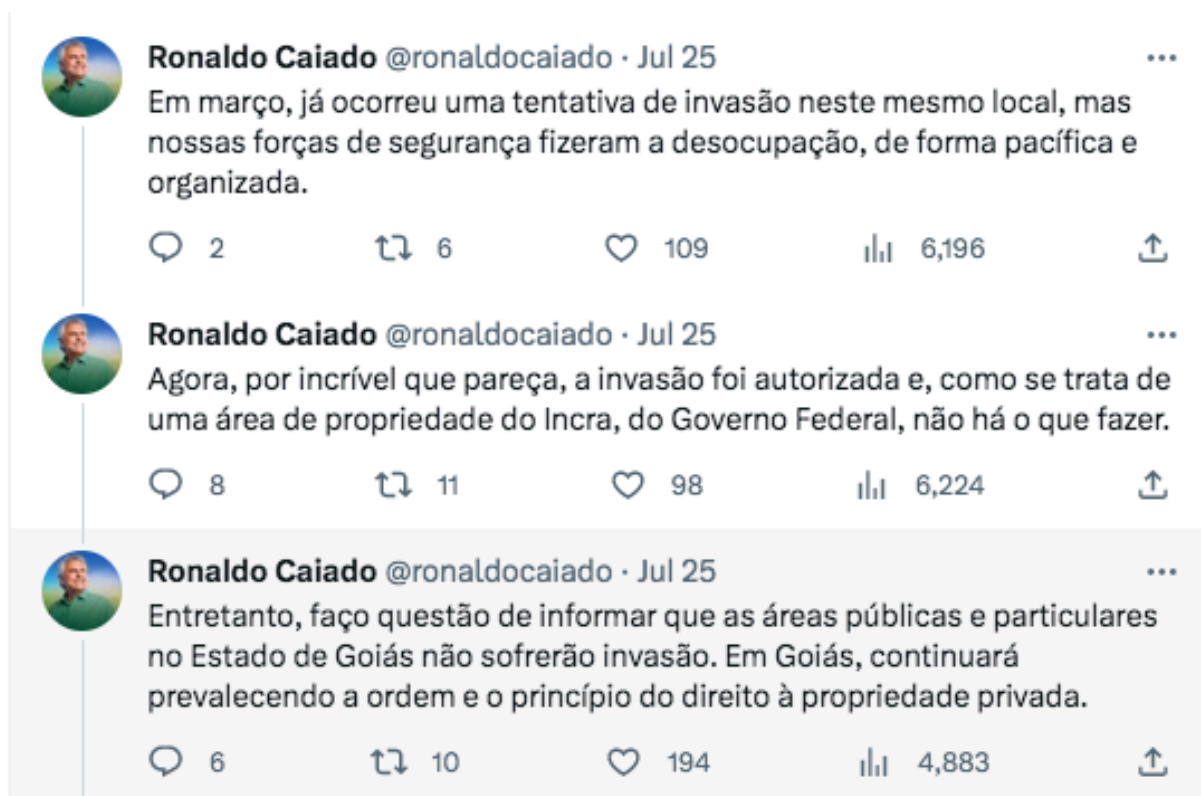 Ronaldo Caiado @ronaldocaiado · Jul 25
Em março, já ocorreu uma tentativa de invasão neste mesmo local, mas
nossas forças de segurança fizeram a desocupação, de forma pacífica e
organizada.
2 6 109 6,196
Ronaldo Caiado @ronaldocaiado · Jul 25
Agora, por incrível que pareça, a invasão foi autorizada e, como se trata de
uma área de propriedade do Incra, do Governo Federal, não há o que fazer.
8 11 98 6,224
Ronaldo Caiado @ronaldocaiado · Jul 25
Entretanto, faço questão de informar que as áreas públicas e particulares
no Estado de Goiás não sofrerão invasão. Em Goiás, continuará
prevalecendo a ordem e o princípio do direito à propriedade privada.
6 10 194 4,883